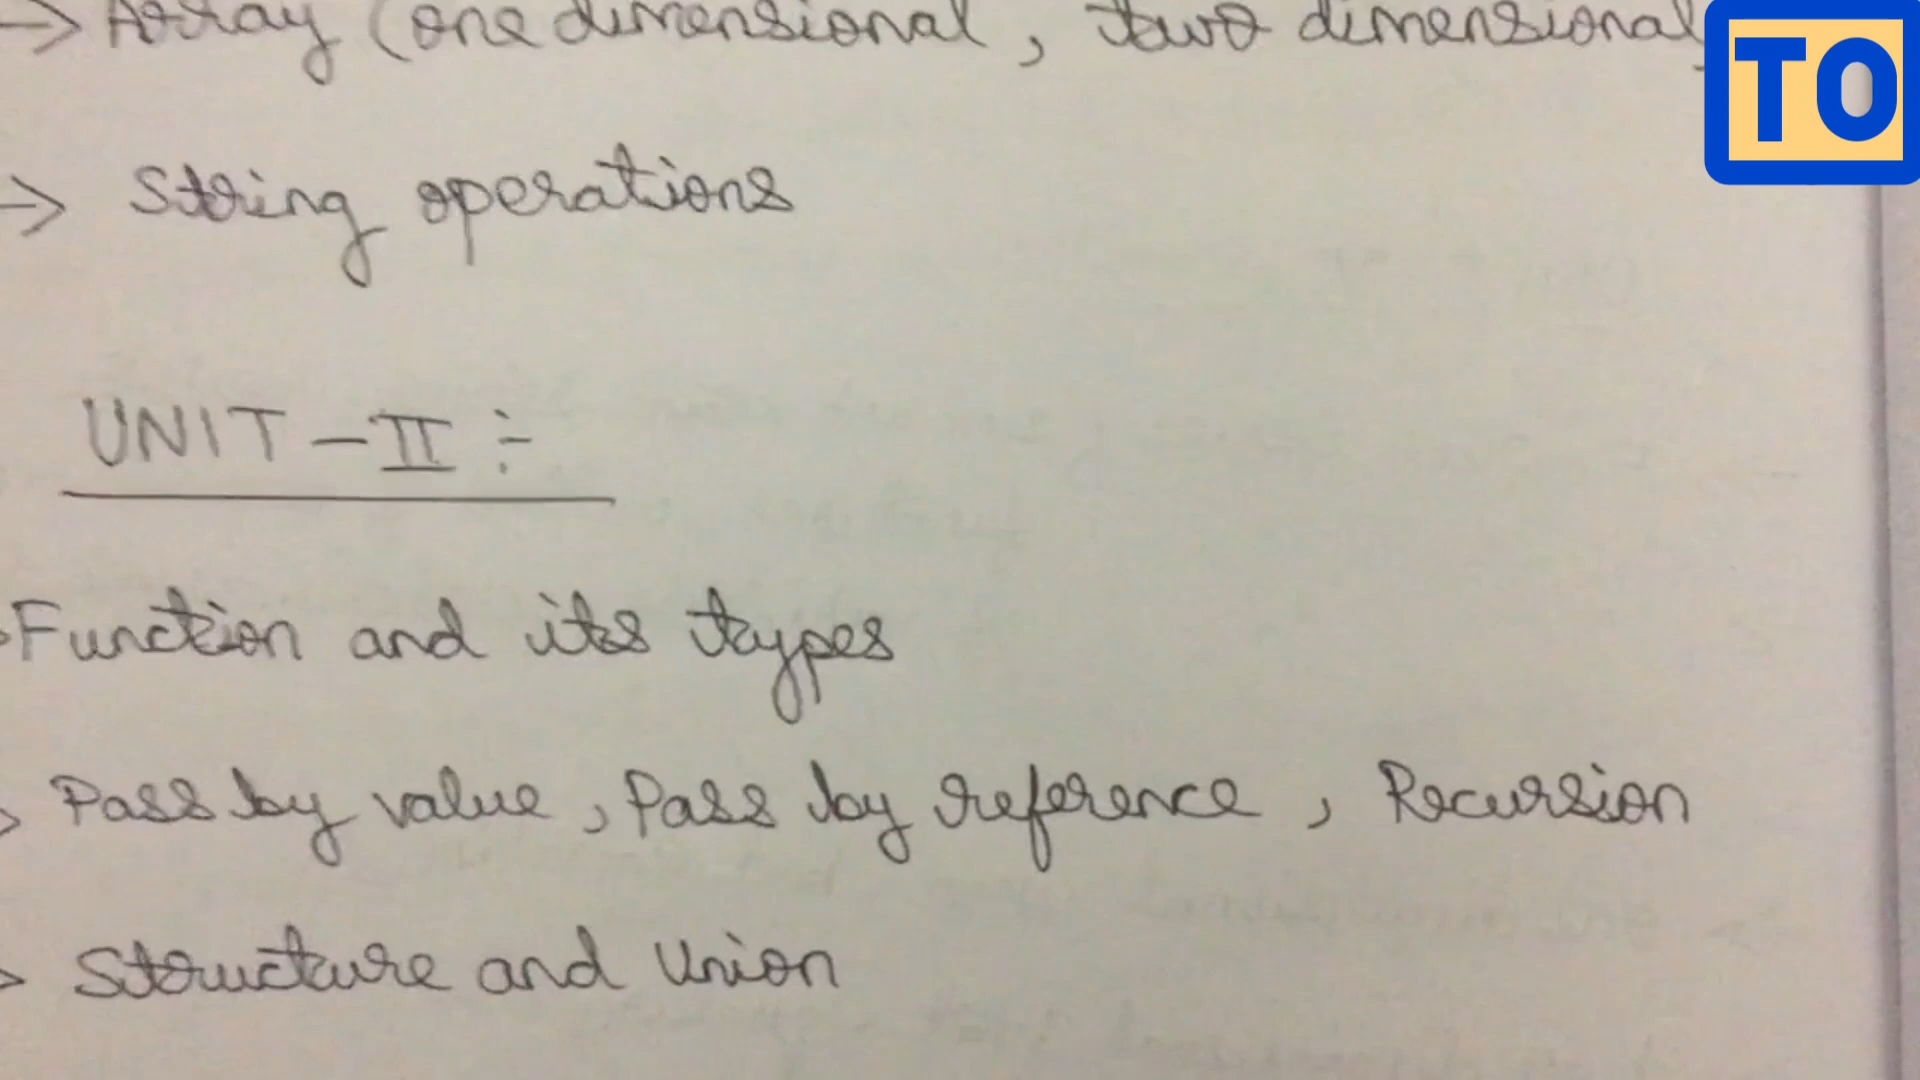 → Array (one dimensional, two dimensional,
TO
→ String operations
UNIT-II :-
Function and its types
> Pass by value, Pass by reference, Recursion
> Structure and Union